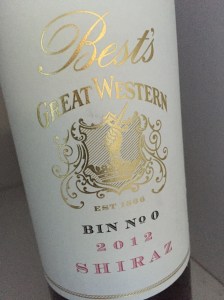 Best's
GREAT WESTERN
EST 1866
BIN No 0
2012
SHIRAZ